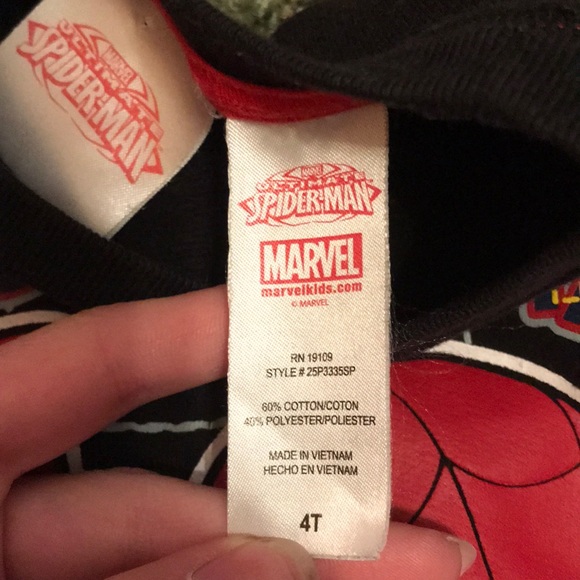 MARVEL
ULTIMATE
SPIDER-MAN
MARVEL
ULTIMATE
SPIDER-MAN
MARVEL
marvelkids.com
© MARVEL
RN 19109
STYLE # 25P3335SP
60% COTTON/COTON
40% POLYESTER/POLIESTER
MADE IN VIETNAM
HECHO EN VIETNAM
4T